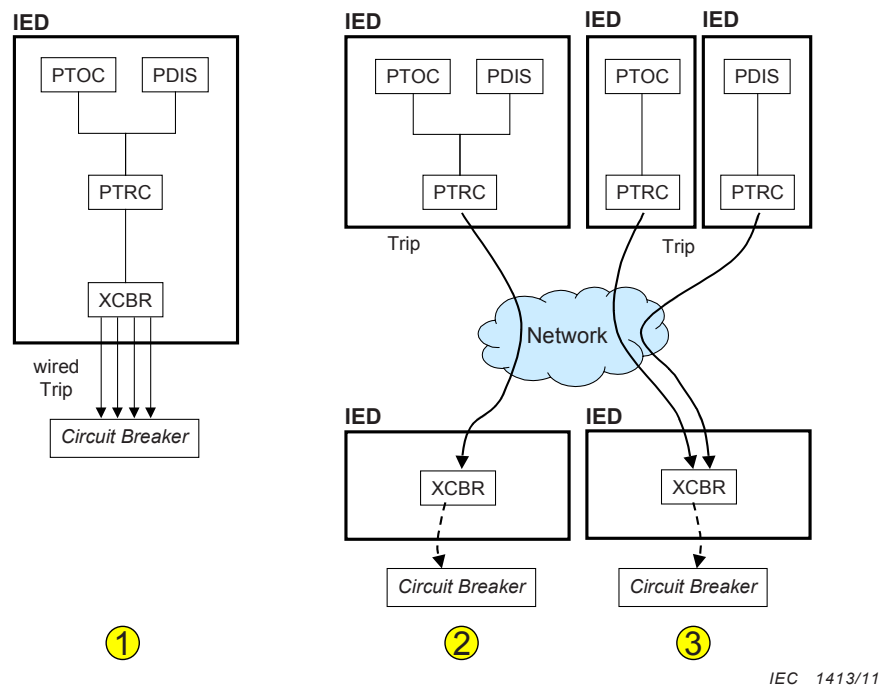 IED
PTOC PDIS
PTRC
XCBR
wired
Trip
Circuit Breaker
1
IED
PTOC PDIS
PTRC
Trip
IED
PTOC
PTRC
IED
PDIS
PTRC
Trip
Network
IED
XCBR
Circuit Breaker
2
IED
XCBR
Circuit Breaker
3
IEC 1413/11